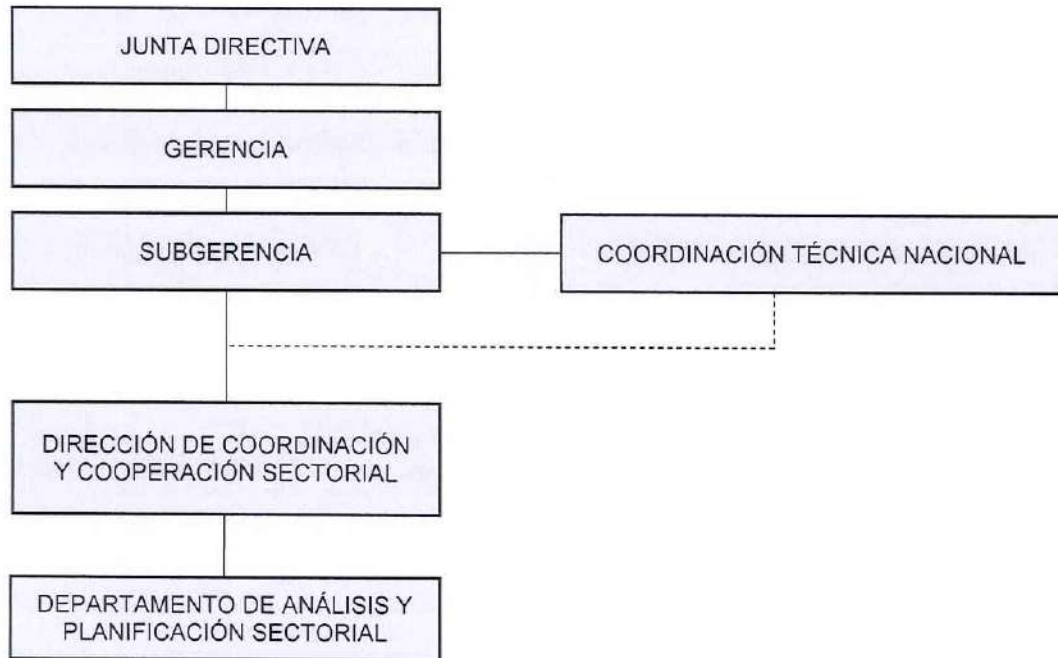 JUNTA DIRECTIVA
GERENCIA
SUBGERENCIA
COORDINACIÓN TÉCNICA NACIONAL
DIRECCIÓN DE COORDINACIÓN
Y COOPERACIÓN SECTORIAL
DEPARTAMENTO DE ANÁLISIS Y
PLANIFICACIÓN SECTORIAL